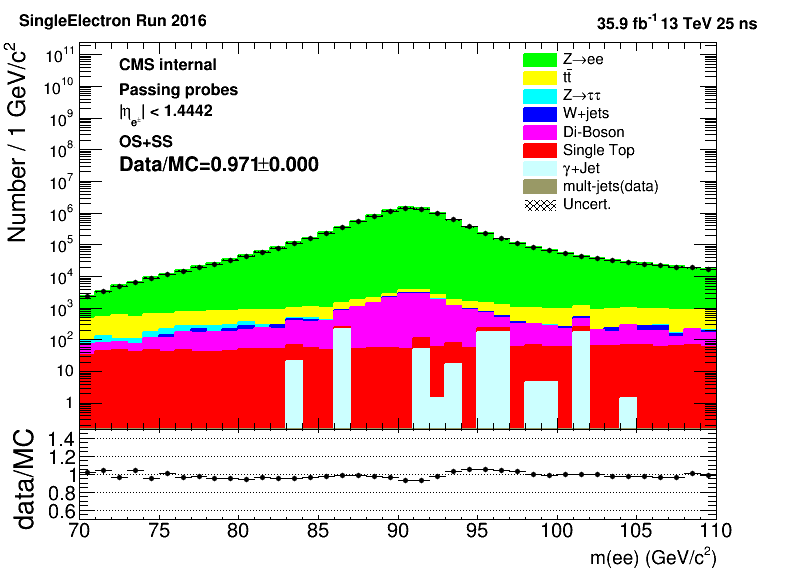 SingleElectron Run 2016
35.9 fb⁻¹ 13 TeV 25 ns
Number / 1 GeV/c²
CMS internal
Passing probes
|η_e±| < 1.4442
OS+SS
Data/MC=0.971±0.000
Z→ee
tt̄
Z→ττ
W+jets
Di-Boson
Single Top
γ+Jet
mult-jets(data)
Uncert.
10¹¹
10¹⁰
10⁹
10⁸
10⁷
10⁶
10⁵
10⁴
10³
10²
10
1
data/MC
1.4
1.2
1
0.8
0.6
70 75 80 85 90 95 100 105 110
m(ee) (GeV/c²)